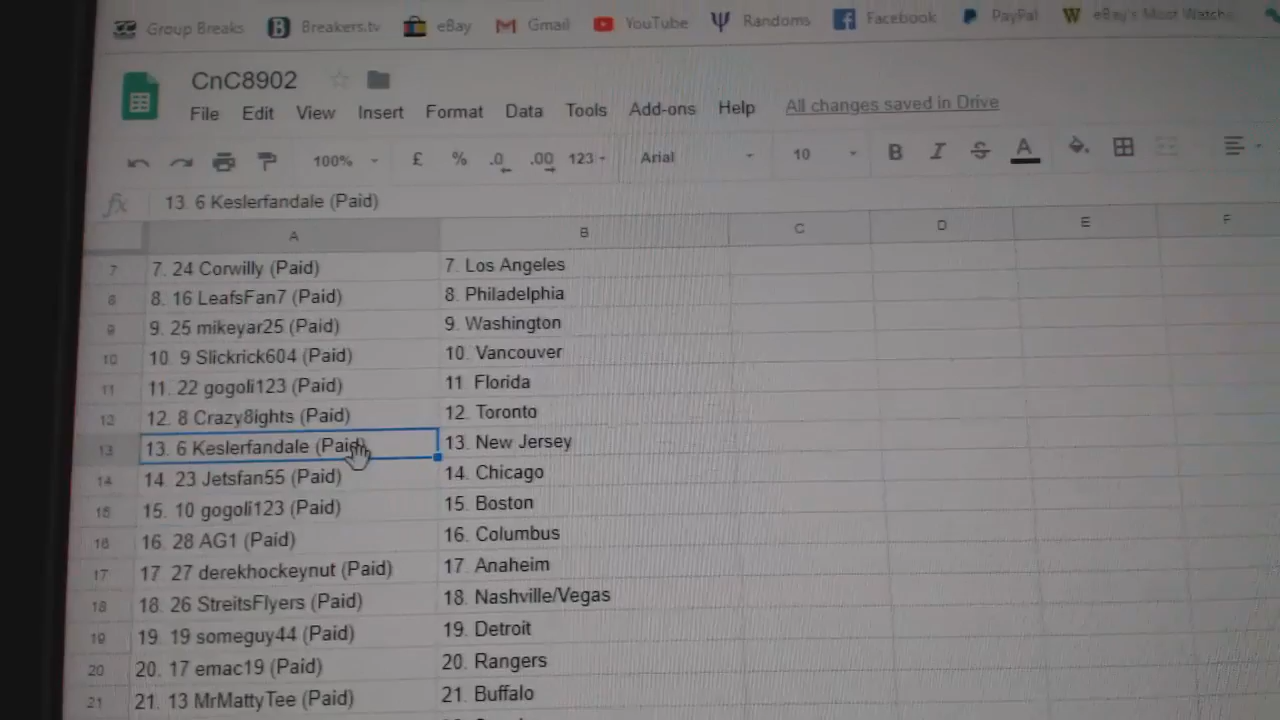 Group Breaks Breakers.tv eBay Gmail YouTube Randoms Facebook PayPal eBay's Most Watch
CnC8902
File Edit View Insert Format Data Tools Add-ons Help All changes saved in Drive
100% £ % .0 .00 123 Arial 10 B I S A
fx 13. 6 Keslerfandale (Paid)
A B C D E F
7 7. 24 Corwilly (Paid) 7. Los Angeles
8 8. 16 LeafsFan7 (Paid) 8. Philadelphia
9 9. 25 mikeyar25 (Paid) 9. Washington
10 10. 9 Slickrick604 (Paid) 10. Vancouver
11 11. 22 gogoli123 (Paid) 11. Florida
12 12. 8 Crazy8ights (Paid) 12. Toronto
13 13. 6 Keslerfandale (Paid) 13. New Jersey
14 14. 23 Jetsfan55 (Paid) 14. Chicago
15 15. 10 gogoli123 (Paid) 15. Boston
16 16. 28 AG1 (Paid) 16. Columbus
17 17. 27 derekhockeynut (Paid) 17. Anaheim
18 18. 26 StreitsFlyers (Paid) 18. Nashville/Vegas
19 19. 19 someguy44 (Paid) 19. Detroit
20 20. 17 emac19 (Paid) 20. Rangers
21 21. 13 MrMattyTee (Paid) 21. Buffalo